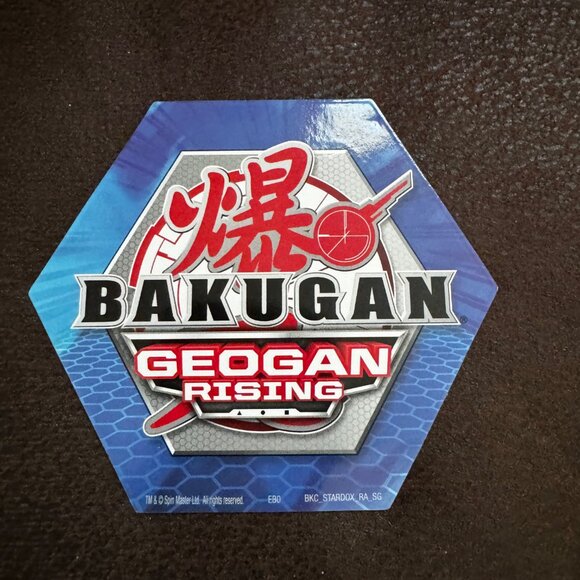 爆
BAKUGAN®
GEOGAN
RISING
TM & © Spin Master Ltd. All rights reserved. EB0 BKC_STARDOX_RA_SG